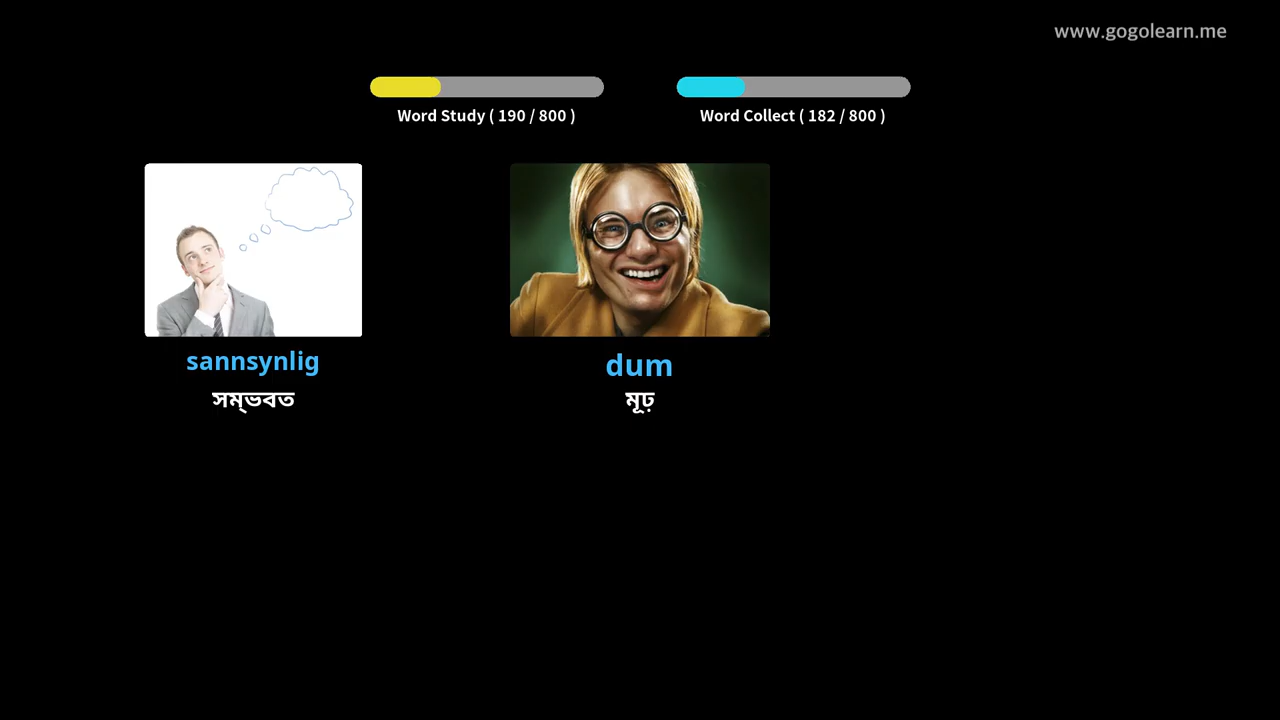 www.gogolearn.me
Word Study ( 190 / 800 )
Word Collect ( 182 / 800 )
sannsynlig
সম্ভবত
dum
মূঢ়